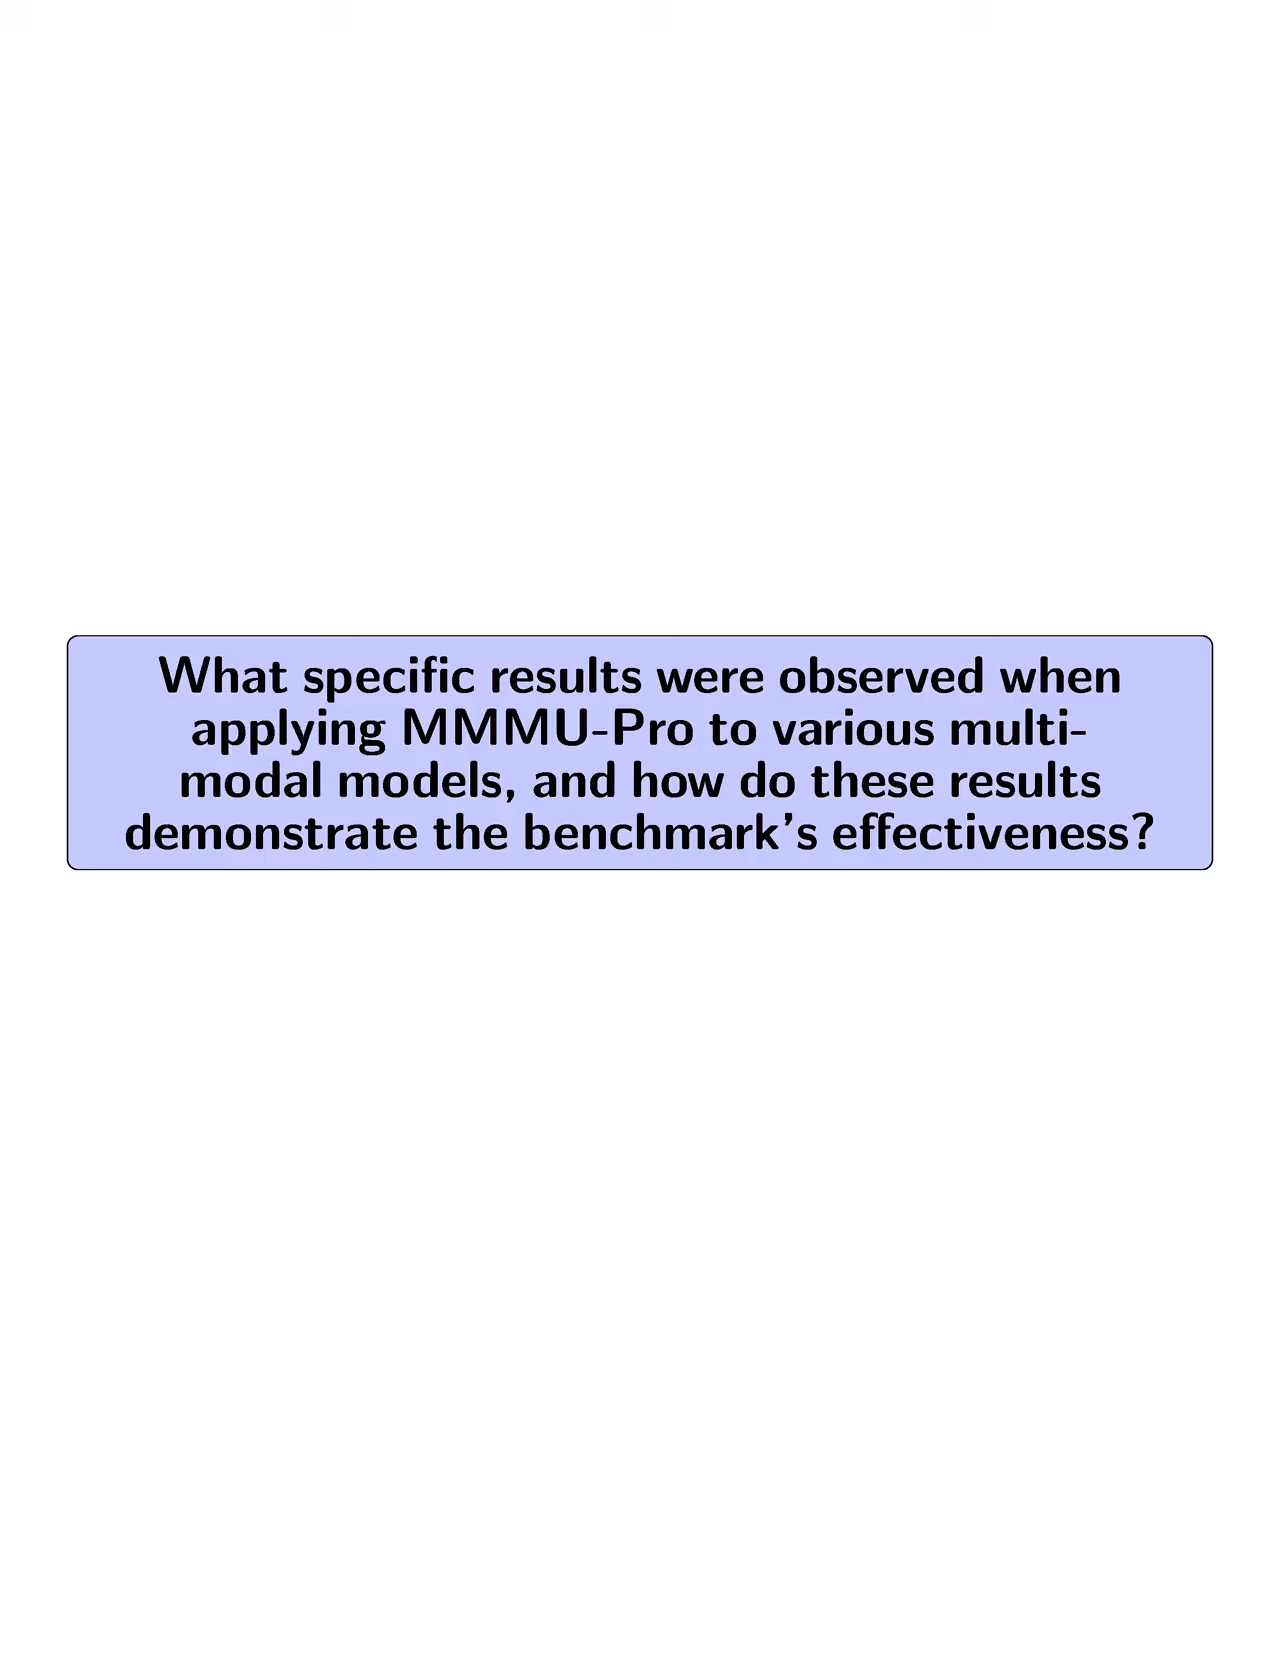 What specific results were observed when
applying MMMU-Pro to various multi-
modal models, and how do these results
demonstrate the benchmark's effectiveness?